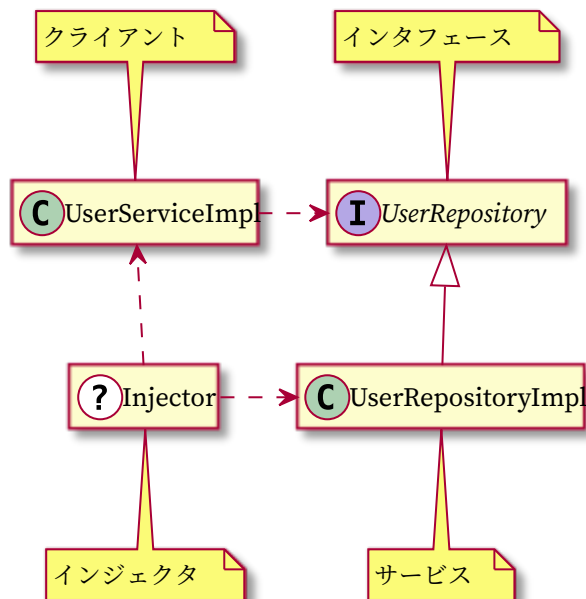 クライアント
インタフェース
C UserServiceImpl
I UserRepository
? Injector
C UserRepositoryImpl
インジェクタ
サービス